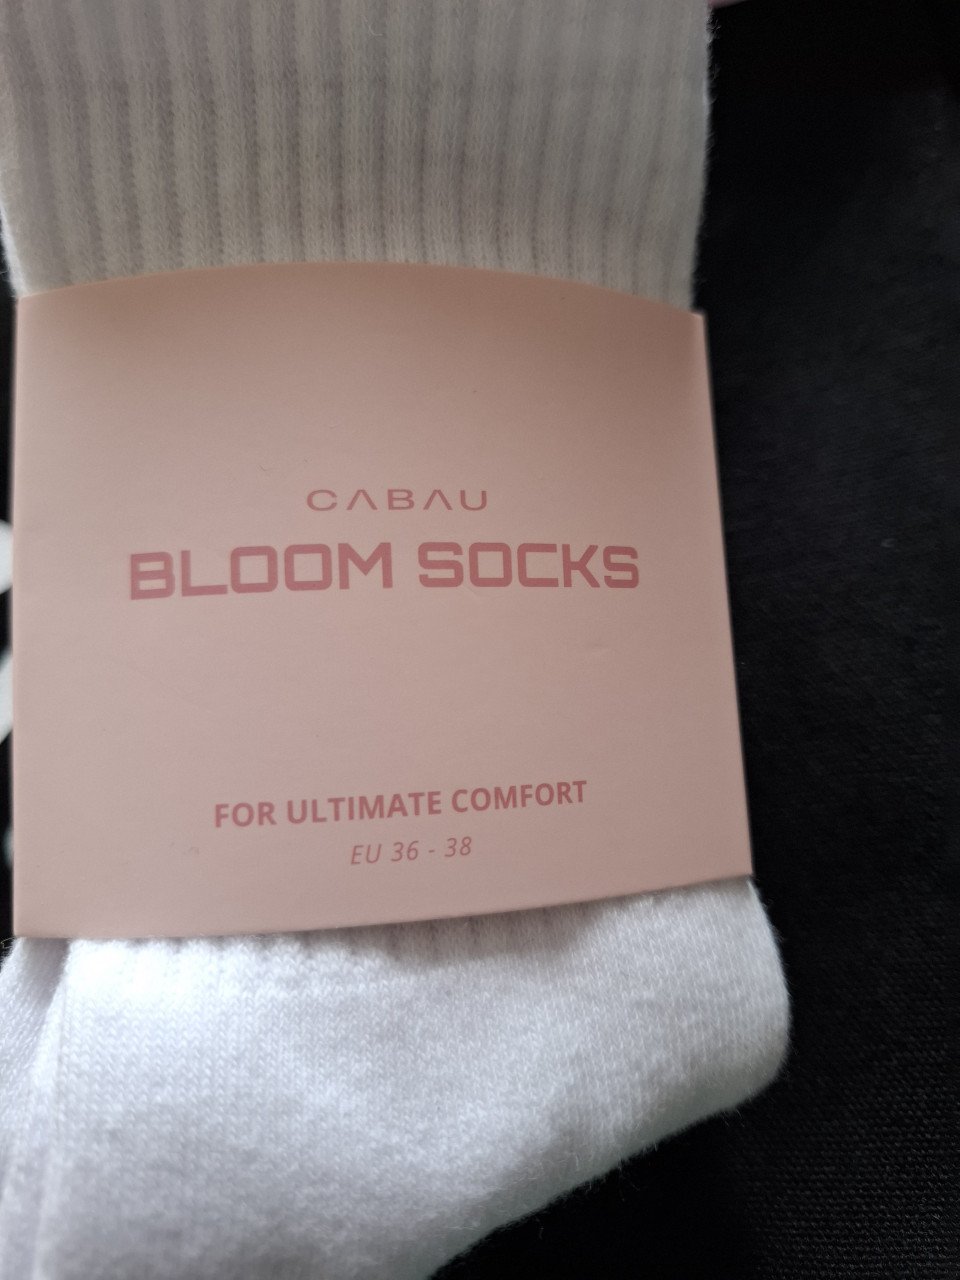 CABAU
BLOOM SOCKS
FOR ULTIMATE COMFORT
EU 36 - 38